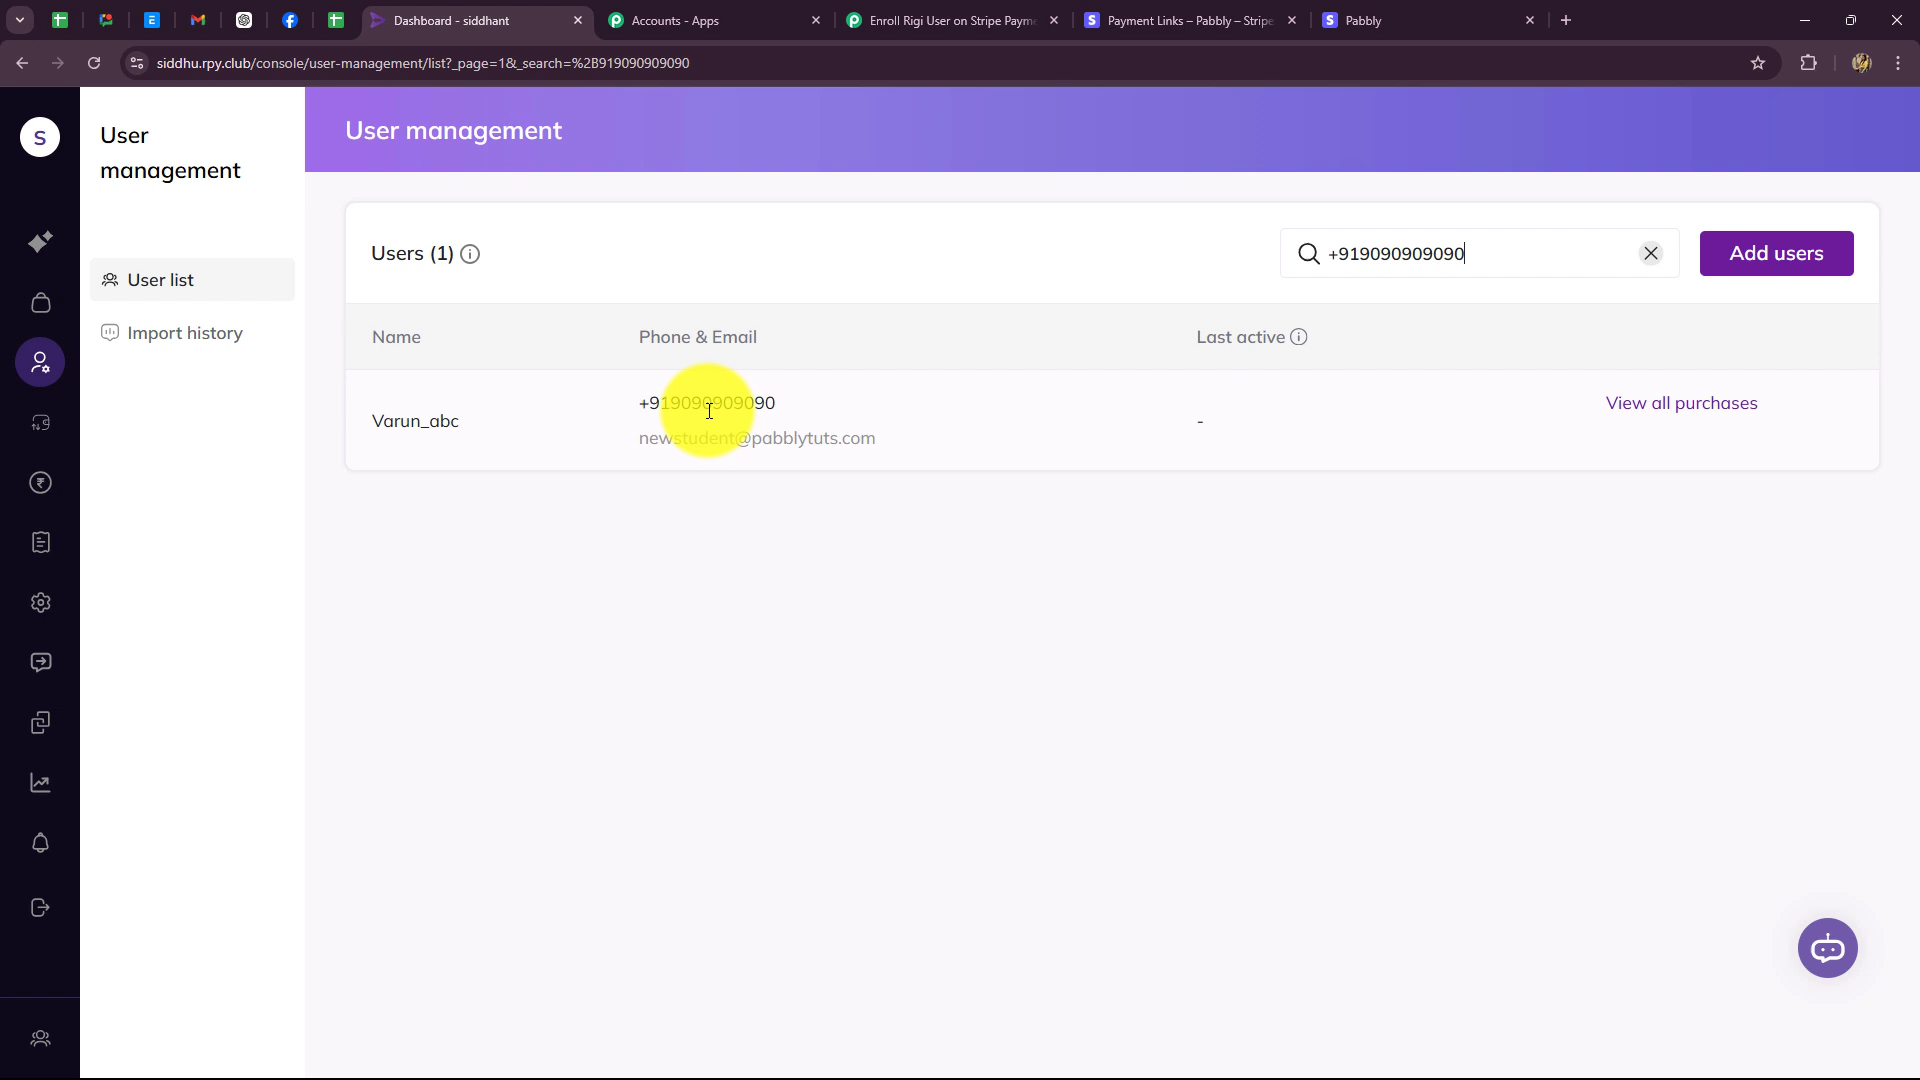 Dashboard - siddhant
Accounts - Apps
Enroll Rigi User on Stripe Payme
Payment Links – Pabbly – Stripe
Pabbly
siddhu.rpy.club/console/user-management/list?_page=1&_search=%2B919090909090
S
User
management
User list
Import history
User management
Users (1)
+919090909090
Add users
Name
Phone & Email
Last active
Varun_abc
+919090909090
newstudent@pabblytuts.com
-
View all purchases